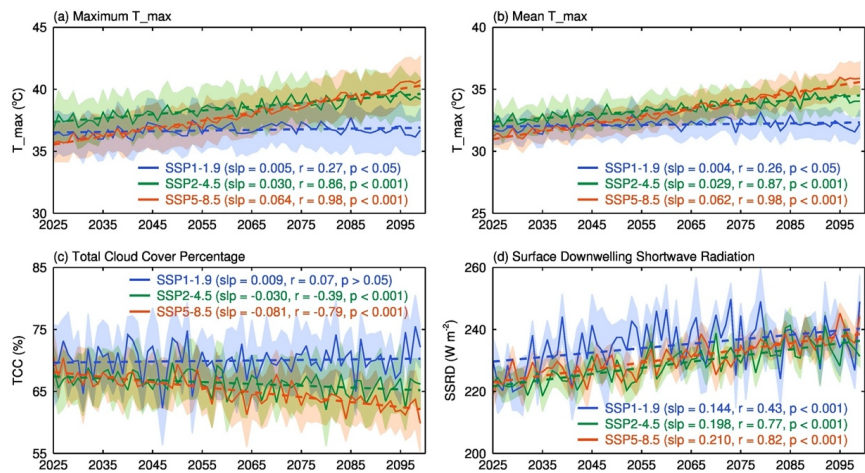 (a) Maximum T_max
45
40
35
30
T_max (°C)
SSP1-1.9 (slp = 0.005, r = 0.27, p < 0.05)
SSP2-4.5 (slp = 0.030, r = 0.86, p < 0.001)
SSP5-8.5 (slp = 0.064, r = 0.98, p < 0.001)
2025 2035 2045 2055 2065 2075 2085 2095
(b) Mean T_max
40
35
30
25
T_max (°C)
SSP1-1.9 (slp = 0.004, r = 0.26, p < 0.05)
SSP2-4.5 (slp = 0.029, r = 0.87, p < 0.001)
SSP5-8.5 (slp = 0.062, r = 0.98, p < 0.001)
2025 2035 2045 2055 2065 2075 2085 2095
(c) Total Cloud Cover Percentage
85
75
65
55
TCC (%)
SSP1-1.9 (slp = 0.009, r = 0.07, p > 0.05)
SSP2-4.5 (slp = -0.030, r = -0.39, p < 0.001)
SSP5-8.5 (slp = -0.081, r = -0.79, p < 0.001)
2025 2035 2045 2055 2065 2075 2085 2095
(d) Surface Downwelling Shortwave Radiation
260
240
220
200
SSRD (W m⁻²)
SSP1-1.9 (slp = 0.144, r = 0.43, p < 0.001)
SSP2-4.5 (slp = 0.198, r = 0.77, p < 0.001)
SSP5-8.5 (slp = 0.210, r = 0.82, p < 0.001)
2025 2035 2045 2055 2065 2075 2085 2095